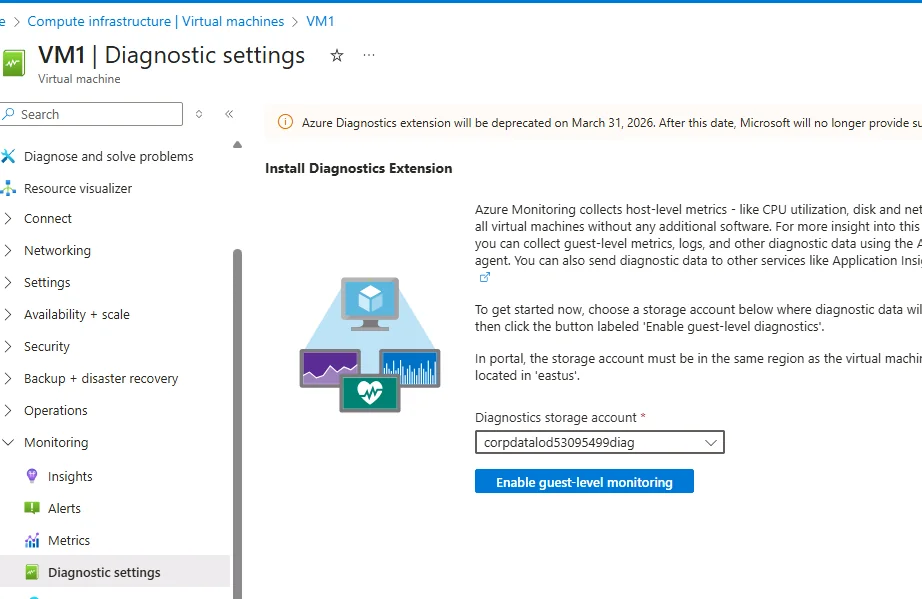 e > Compute infrastructure | Virtual machines > VM1
VM1 | Diagnostic settings
Virtual machine
Search
Diagnose and solve problems
Resource visualizer
Connect
Networking
Settings
Availability + scale
Security
Backup + disaster recovery
Operations
Monitoring
Insights
Alerts
Metrics
Diagnostic settings
Azure Diagnostics extension will be deprecated on March 31, 2026. After this date, Microsoft will no longer provide su
Install Diagnostics Extension
Azure Monitoring collects host-level metrics - like CPU utilization, disk and net
all virtual machines without any additional software. For more insight into this
you can collect guest-level metrics, logs, and other diagnostic data using the A
agent. You can also send diagnostic data to other services like Application Insi
To get started now, choose a storage account below where diagnostic data wil
then click the button labeled 'Enable guest-level diagnostics'.
In portal, the storage account must be in the same region as the virtual machin
located in 'eastus'.
Diagnostics storage account *
corpdatalod53095499diag
Enable guest-level monitoring